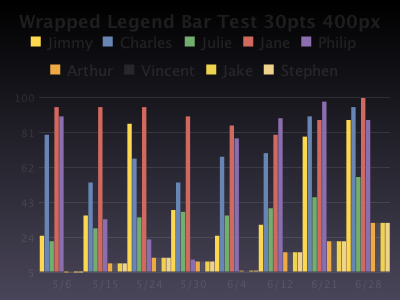 Wrapped Legend Bar Test 30pts 400px
Jimmy Charles Julie Jane Philip
Arthur Vincent Jake Stephen
100
81
62
43
24
5
5/6 5/15 5/24 5/30 6/4 6/12 6/21 6/28